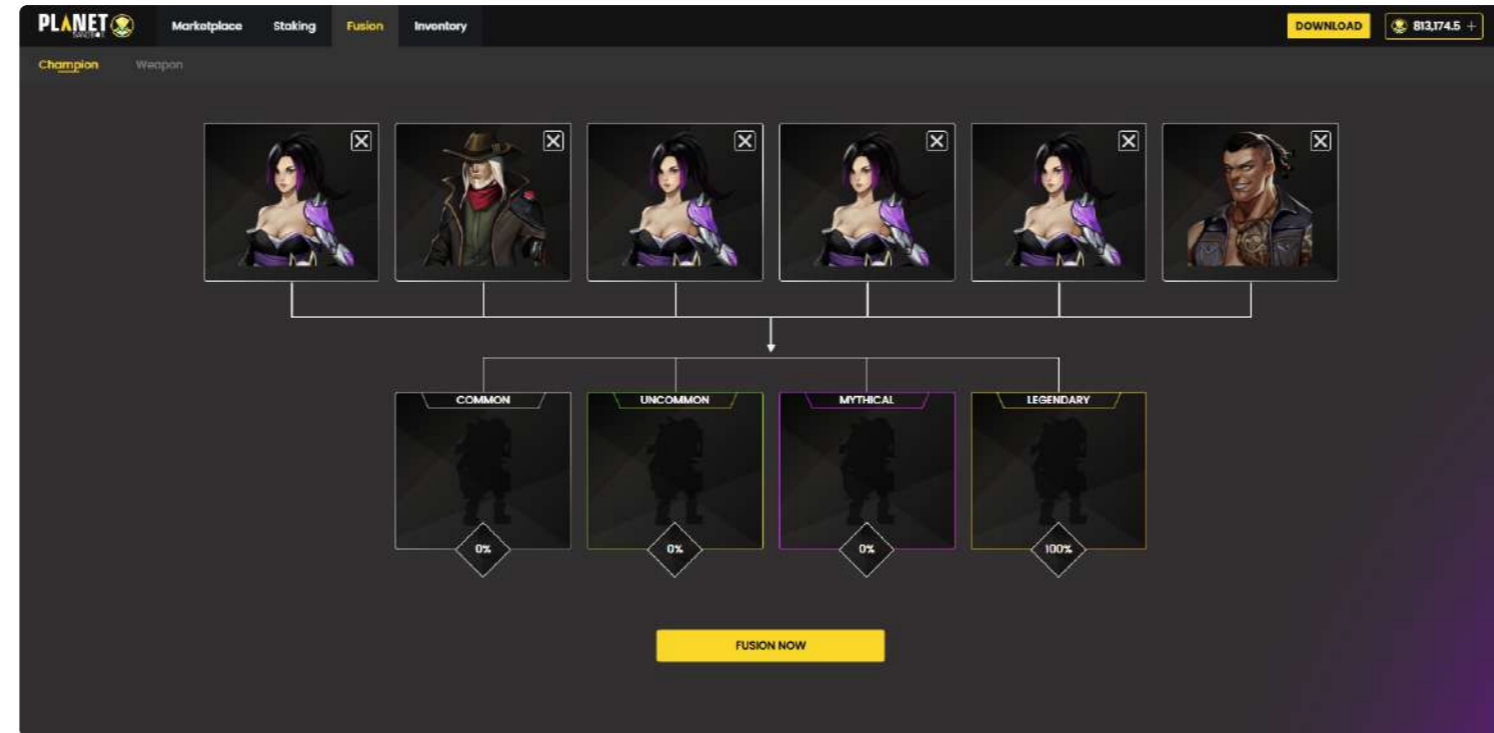 PLANET
SANDBOX
Marketplace
Staking
Fusion
Inventory
DOWNLOAD
813,174.5 +
Champion
Weapon
COMMON
UNCOMMON
MYTHICAL
LEGENDARY
0%
0%
0%
100%
FUSION NOW